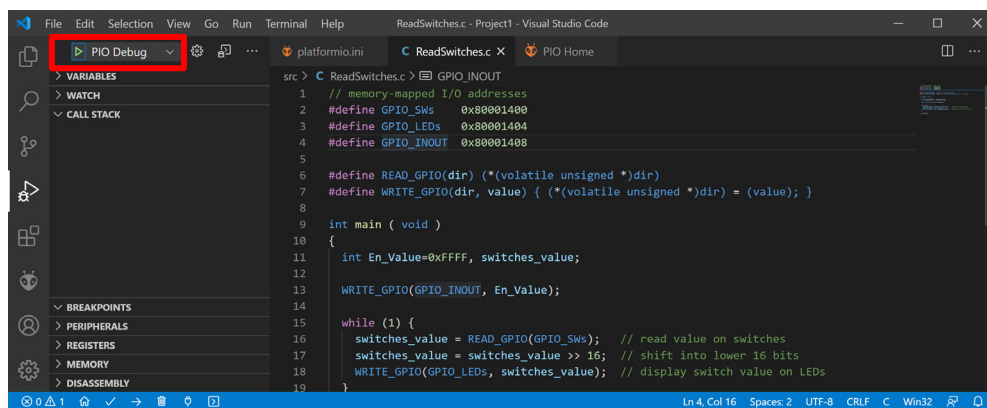 File Edit Selection View Go Run Terminal Help ReadSwitches.c - Project1 - Visual Studio Code
PIO Debug
platformio.ini
C ReadSwitches.c
PIO Home
VARIABLES
WATCH
CALL STACK
BREAKPOINTS
PERIPHERALS
REGISTERS
MEMORY
DISASSEMBLY
src > C ReadSwitches.c > GPIO_INOUT
1 // memory-mapped I/O addresses
2 #define GPIO_SWs 0x80001400
3 #define GPIO_LEDs 0x80001404
4 #define GPIO_INOUT 0x80001408
5
6 #define READ_GPIO(dir) (*(volatile unsigned *)dir)
7 #define WRITE_GPIO(dir, value) { (*(volatile unsigned *)dir) = (value); }
8
9 int main ( void )
10 {
11 int En_Value=0xFFFF, switches_value;
12
13 WRITE_GPIO(GPIO_INOUT, En_Value);
14
15 while (1) {
16 switches_value = READ_GPIO(GPIO_SWs); // read value on switches
17 switches_value = switches_value >> 16; // shift into lower 16 bits
18 WRITE_GPIO(GPIO_LEDs, switches_value); // display switch value on LEDs
19 }
0 1 Ln 4, Col 16 Spaces: 2 UTF-8 CRLF C Win32